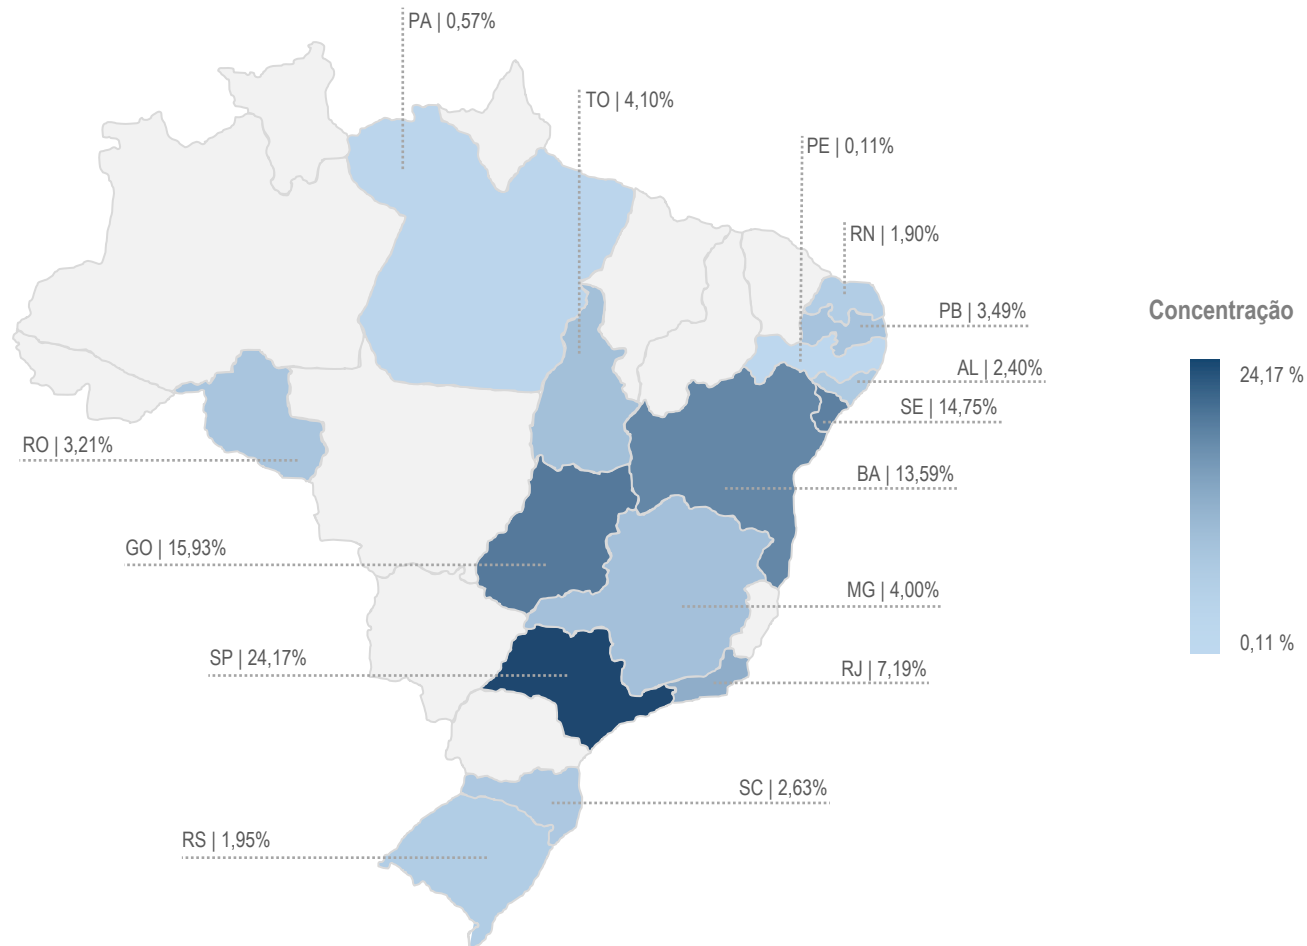 PA | 0,57%
TO | 4,10%
PE | 0,11%
RN | 1,90%
PB | 3,49%
Concentração
AL | 2,40%
24,17 %
SE | 14,75%
RO | 3,21%
BA | 13,59%
GO | 15,93%
MG | 4,00%
0,11 %
SP | 24,17%
RJ | 7,19%
SC | 2,63%
RS | 1,95%